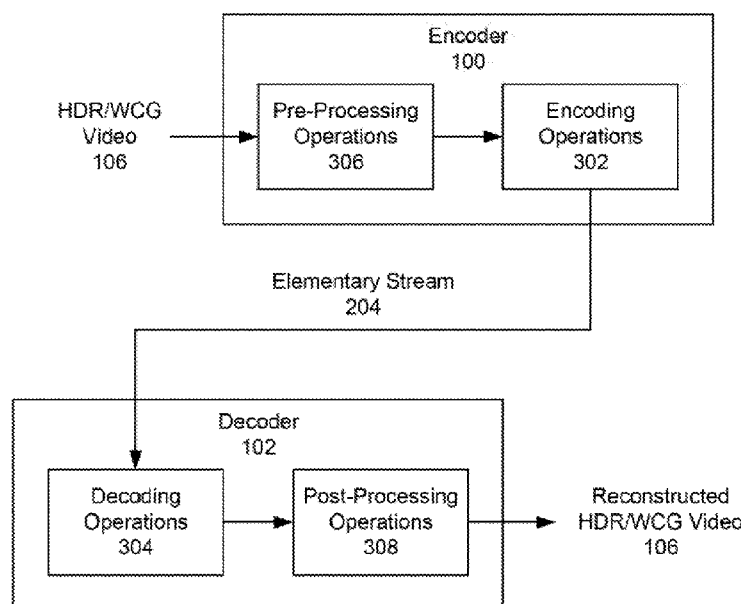 Encoder
100
HDR/WCG
Video
106
Pre-Processing
Operations
306
Encoding
Operations
302
Elementary Stream
204
Decoder
102
Decoding
Operations
304
Post-Processing
Operations
308
Reconstructed
HDR/WCG Video
106